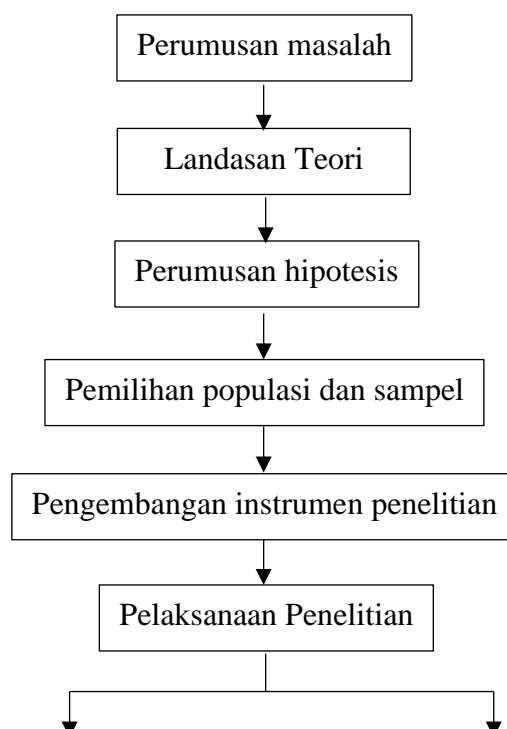 Perumusan masalah
Landasan Teori
Perumusan hipotesis
Pemilihan populasi dan sampel
Pengembangan instrumen penelitian
Pelaksanaan Penelitian